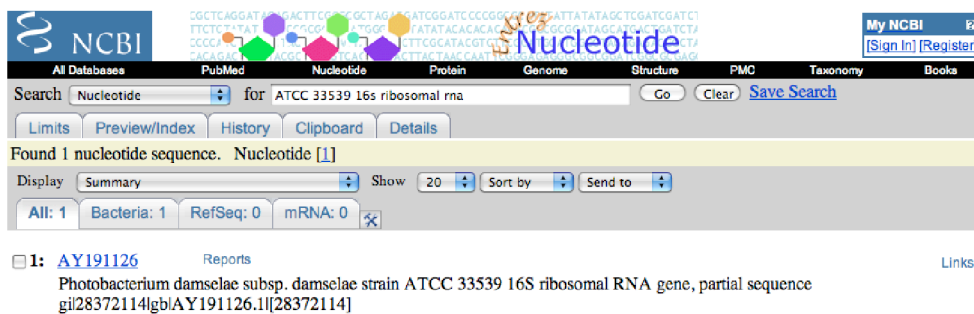 NCBI
Entrez
Nucleotide
My NCBI
[Sign In] [Register
All Databases PubMed Nucleotide Protein Genome Structure PMC Taxonomy Books
Search Nucleotide for ATCC 33539 16s ribosomal rna Go Clear Save Search
Limits Preview/Index History Clipboard Details
Found 1 nucleotide sequence. Nucleotide [1]
Display Summary Show 20 Sort by Send to
All: 1 Bacteria: 1 RefSeq: 0 mRNA: 0
1: AY191126 Reports Links
Photobacterium damselae subsp. damselae strain ATCC 33539 16S ribosomal RNA gene, partial sequence
gi|28372114|gb|AY191126.1|[28372114]